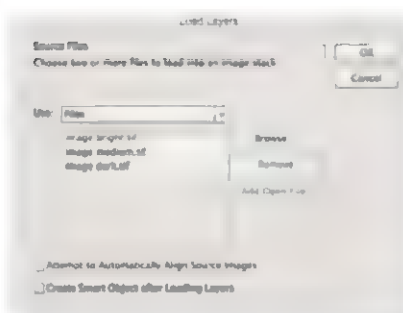 Load Layers
Source Files
Choose two or more files to load into an image stack
OK
Cancel
Use: Files
image bright.tif
image medium.tif
image dark.tif
Browse
Remove
Add Open Files
Attempt to Automatically Align Source Images
Create Smart Object after Loading Layers